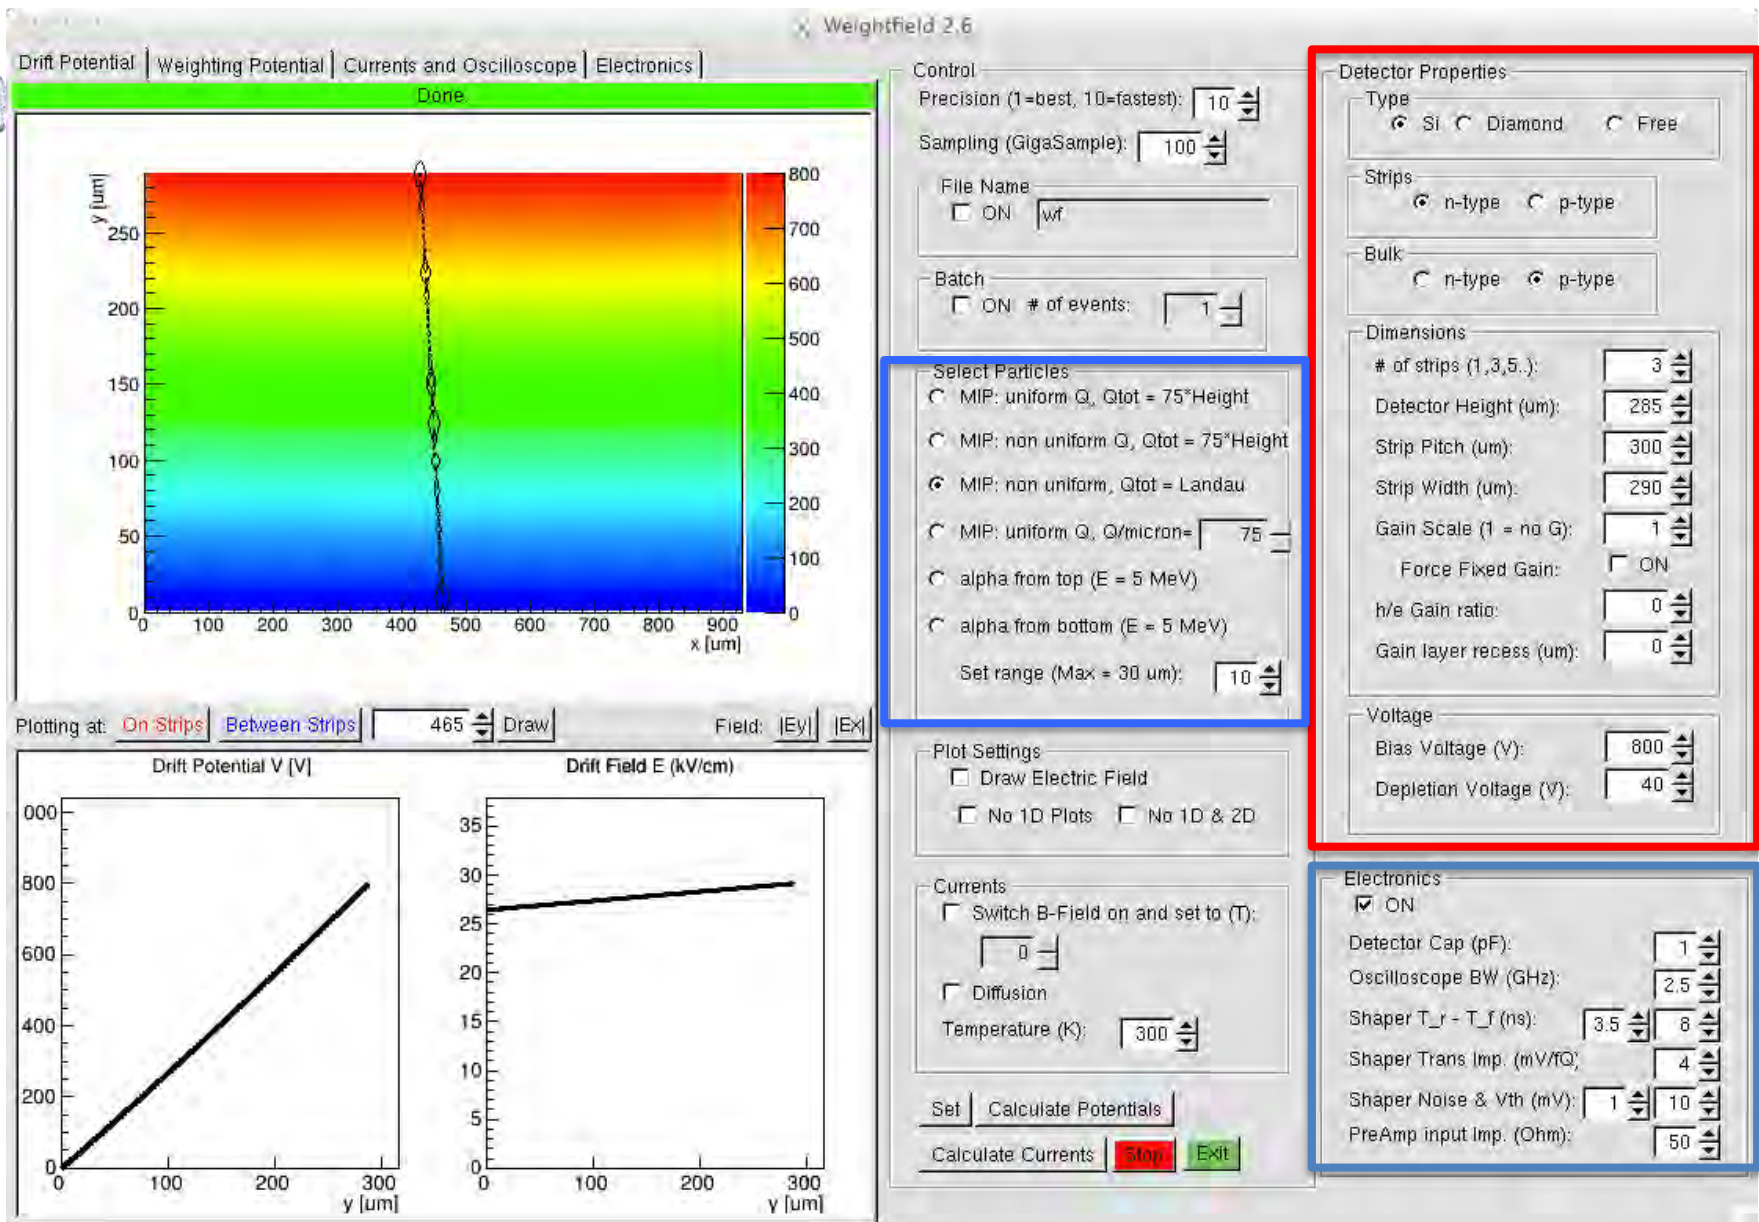 Weightfield 2.6
Drift Potential Weighting Potential Currents and Oscilloscope Electronics
Done
y [um]
250
200
150
100
50
0
0 100 200 300 400 500 600 700 800 900
x [um]
800
700
600
500
400
300
200
100
0
Plotting at: On Strips Between Strips 465 Draw Field: |Ey| |Ex|
Drift Potential V [V]
000
800
600
400
200
0
0 100 200 300
y [um]
Drift Field E (kV/cm)
35
30
25
20
15
10
5
0
0 100 200 300
y [um]
Control
Precision (1=best, 10=fastest): 10
Sampling (GigaSample): 100
File Name
ON wf
Batch
ON # of events: 1
Select Particles
MIP: uniform Q, Qtot = 75*Height
MIP: non uniform Q, Qtot = 75*Height
MIP: non uniform, Qtot = Landau
MIP: uniform Q, Q/micron= 75
alpha from top (E = 5 MeV)
alpha from bottom (E = 5 MeV)
Set range (Max = 30 um): 10
Plot Settings
Draw Electric Field
No 1D Plots No 1D & 2D
Currents
Switch B-Field on and set to (T):
0
Diffusion
Temperature (K): 300
Set Calculate Potentials
Calculate Currents Stop Exit
Detector Properties
Type
Si Diamond Free
Strips
n-type p-type
Bulk
n-type p-type
Dimensions
# of strips (1,3,5..): 3
Detector Height (um): 285
Strip Pitch (um): 300
Strip Width (um): 290
Gain Scale (1 = no G): 1
Force Fixed Gain: ON
h/e Gain ratio: 0
Gain layer recess (um): 0
Voltage
Bias Voltage (V): 800
Depletion Voltage (V): 40
Electronics
ON
Detector Cap (pF): 1
Oscilloscope BW (GHz): 2.5
Shaper T_r - T_f (ns): 3.5 8
Shaper Trans Imp. (mV/fQ) 4
Shaper Noise & Vth (mV): 1 10
PreAmp input Imp. (Ohm): 50